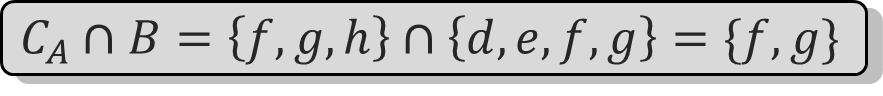 C_A ∩ B = {f, g, h} ∩ {d, e, f, g} = {f, g}